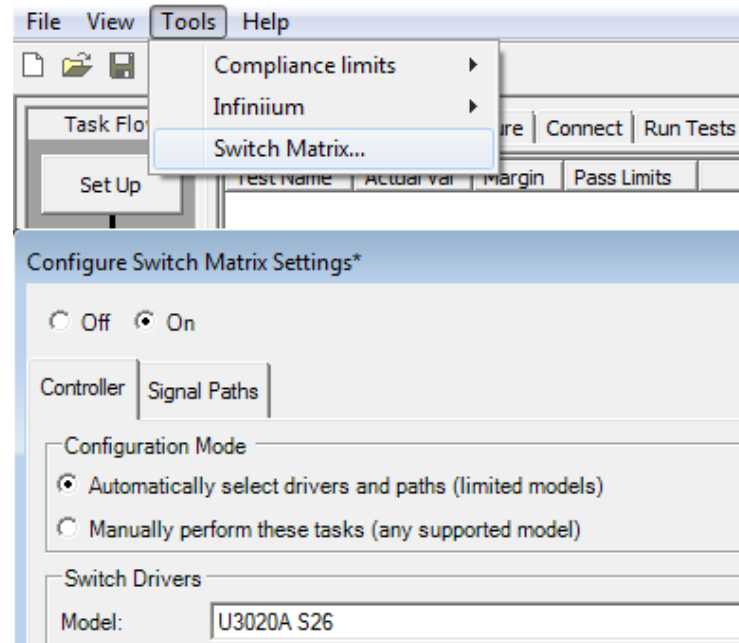 File View Tools Help
Compliance limits
Infiniium
Switch Matrix...
Task Flo
Set Up
ure Connect Run Tests
Test Name Actual Val Margin Pass Limits
Configure Switch Matrix Settings*
Off On
Controller Signal Paths
Configuration Mode
Automatically select drivers and paths (limited models)
Manually perform these tasks (any supported model)
Switch Drivers
Model: U3020A S26